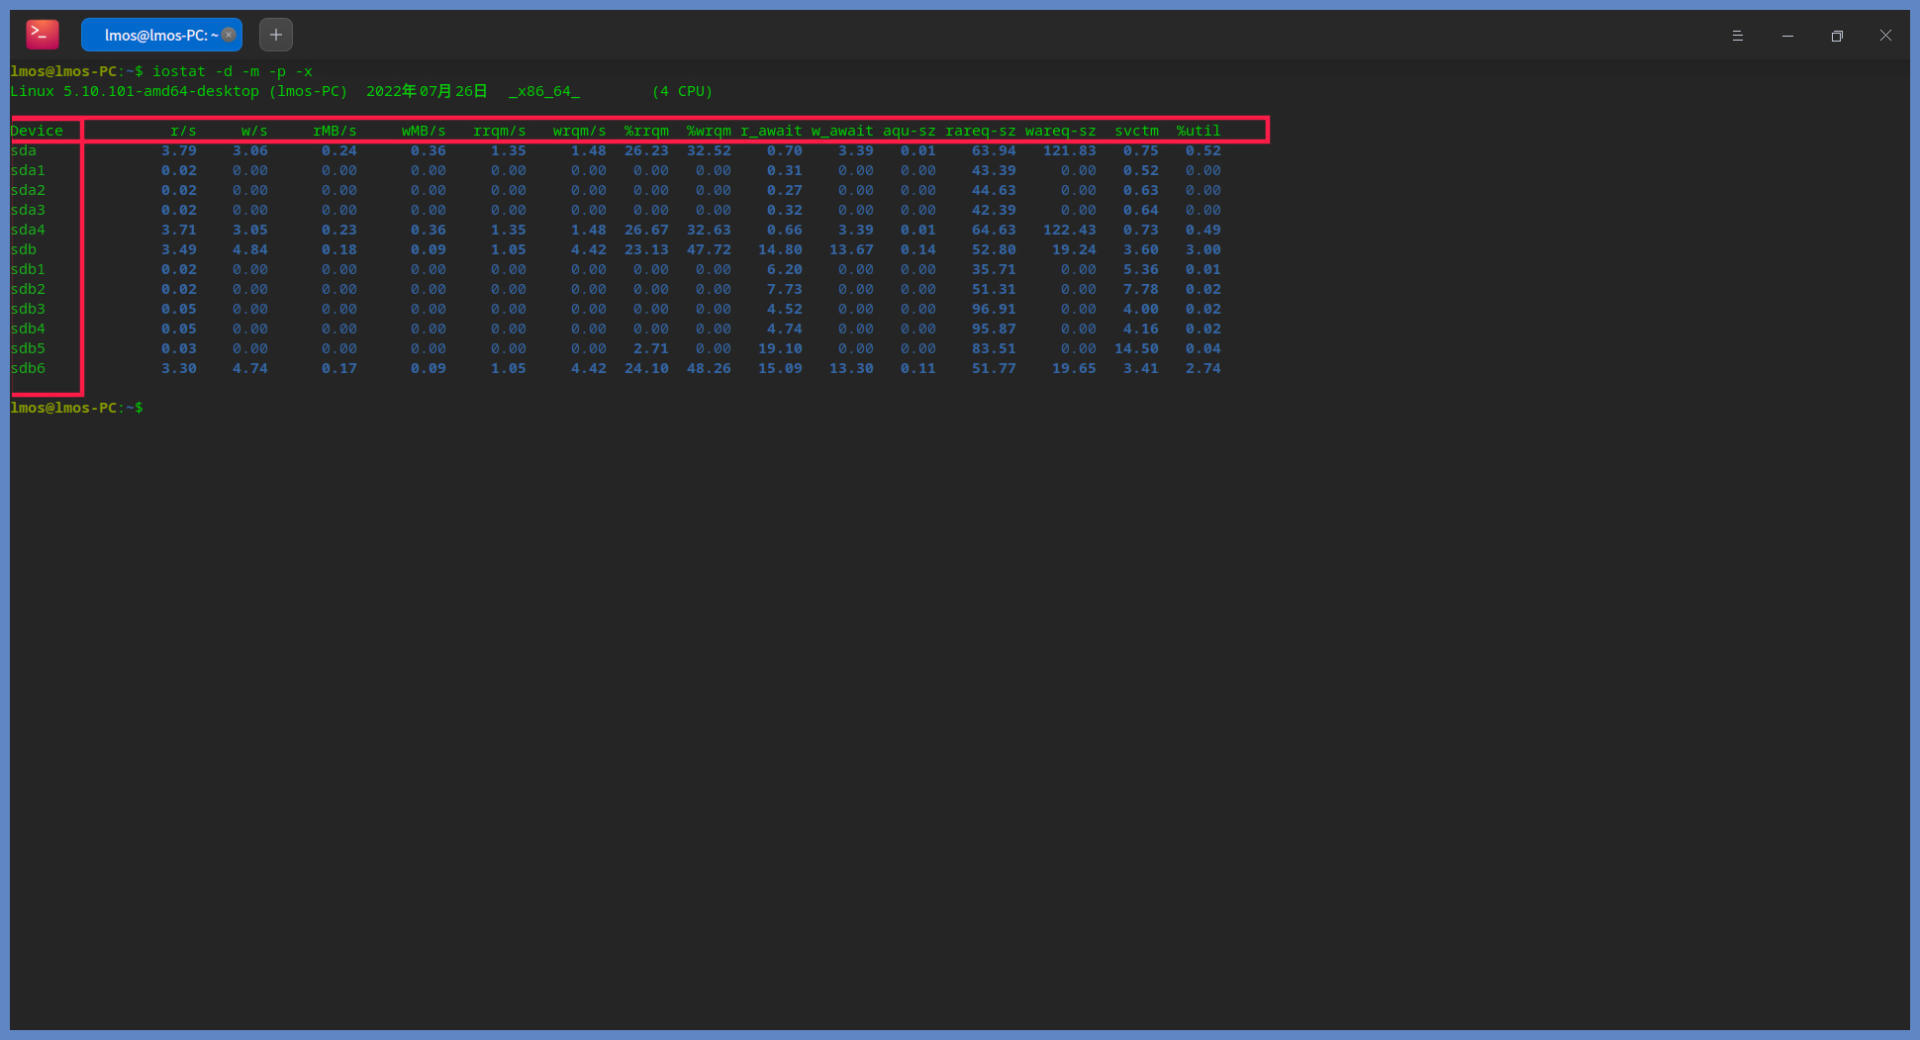 lmos@lmos-PC: ~
lmos@lmos-PC:~$ iostat -d -m -p -x
Linux 5.10.101-amd64-desktop (lmos-PC) 2022年07月26日 _x86_64_ (4 CPU)
Device r/s w/s rMB/s wMB/s rrqm/s wrqm/s %rrqm %wrqm r_await w_await aqu-sz rareq-sz wareq-sz svctm %util
sda 3.79 3.06 0.24 0.36 1.35 1.48 26.23 32.52 0.70 3.39 0.01 63.94 121.83 0.75 0.52
sda1 0.02 0.00 0.00 0.00 0.00 0.00 0.00 0.00 0.31 0.00 0.00 43.39 0.00 0.52 0.00
sda2 0.02 0.00 0.00 0.00 0.00 0.00 0.00 0.00 0.27 0.00 0.00 44.63 0.00 0.63 0.00
sda3 0.02 0.00 0.00 0.00 0.00 0.00 0.00 0.00 0.32 0.00 0.00 42.39 0.00 0.64 0.00
sda4 3.71 3.05 0.23 0.36 1.35 1.48 26.67 32.63 0.66 3.39 0.01 64.63 122.43 0.73 0.49
sdb 3.49 4.84 0.18 0.09 1.05 4.42 23.13 47.72 14.80 13.67 0.14 52.80 19.24 3.60 3.00
sdb1 0.02 0.00 0.00 0.00 0.00 0.00 0.00 0.00 6.20 0.00 0.00 35.71 0.00 5.36 0.01
sdb2 0.02 0.00 0.00 0.00 0.00 0.00 0.00 0.00 7.73 0.00 0.00 51.31 0.00 7.78 0.02
sdb3 0.05 0.00 0.00 0.00 0.00 0.00 0.00 0.00 4.52 0.00 0.00 96.91 0.00 4.00 0.02
sdb4 0.05 0.00 0.00 0.00 0.00 0.00 0.00 0.00 4.74 0.00 0.00 95.87 0.00 4.16 0.02
sdb5 0.03 0.00 0.00 0.00 0.00 0.00 2.71 0.00 19.10 0.00 0.00 83.51 0.00 14.50 0.04
sdb6 3.30 4.74 0.17 0.09 1.05 4.42 24.10 48.26 15.09 13.30 0.11 51.77 19.65 3.41 2.74
lmos@lmos-PC:~$